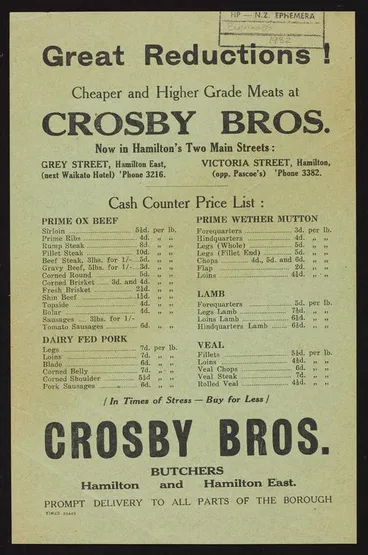 HP — N.Z. EPHEMERA
1932
Great Reductions !
Cheaper and Higher Grade Meats at
CROSBY BROS.
Now in Hamilton's Two Main Streets :
GREY STREET, Hamilton East,
(next Waikato Hotel) 'Phone 3216.
VICTORIA STREET, Hamilton,
(opp. Pascoe's) 'Phone 3382.
Cash Counter Price List :
PRIME OX BEEF
Sirloin 5½d. per lb.
Prime Ribs 4d. „ „
Rump Steak 8d. „ „
Fillet Steak 10d. „ „
Beef Steak, 3lbs. for 1/- 5d. „ „
Gravy Beef, 5lbs. for 1/- 3d. „ „
Corned Round 5d. „ „
Corned Brisket 3d. and 4d. „ „
Fresh Brisket 2½d. „ „
Shin Beef 1½d. „ „
Topside 4d. „ „
Bolar 4d. „ „
Sausages 3lbs. for 1/-
Tomato Sausages 6d. „ „
DAIRY FED PORK
Legs 7d. per lb.
Loins 7d. „ „
Blade 6d. „ „
Corned Belly 7d. „ „
Corned Shoulder 5½d „ „
Pork Sausages 6d. „ „
PRIME WETHER MUTTON
Forequarters 3d. per lb.
Hindquarters 4d. „ „
Legs (Whole) 5d. „ „
Legs (Fillet End) 5d. „ „
Chops 4d., 5d. and 6d. „ „
Flap 2d. „ „
Loins 4½d. „ „
LAMB
Forequarters 5d. per lb.
Legs Lamb 7½d. „ „
Loins Lamb 6½d. „ „
Hindquarters Lamb 6½d. „ „
VEAL
Fillets 5½d. per lb.
Loins 4½d. „ „
Veal Chops 6d. „ „
Veal Steak 7d. „ „
Rolled Veal 4½d. „ „
/ In Times of Stress — Buy for Less /
CROSBY BROS.
BUTCHERS
Hamilton and Hamilton East.
PROMPT DELIVERY TO ALL PARTS OF THE BOROUGH
TIMES